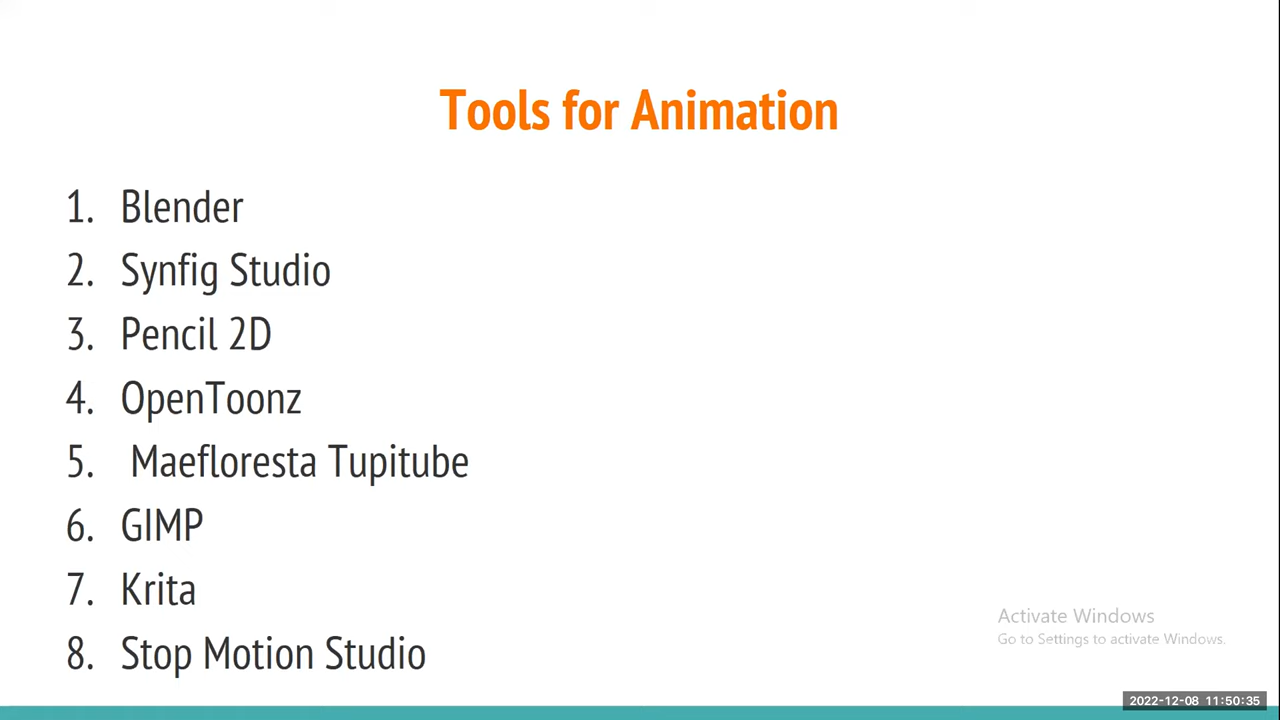 Tools for Animation
1. Blender
2. Synfig Studio
3. Pencil 2D
4. OpenToonz
5. Maefloresta Tupitube
6. GIMP
7. Krita
8. Stop Motion Studio
Activate Windows
Go to Settings to activate Windows.
2022-12-08 11:50:35